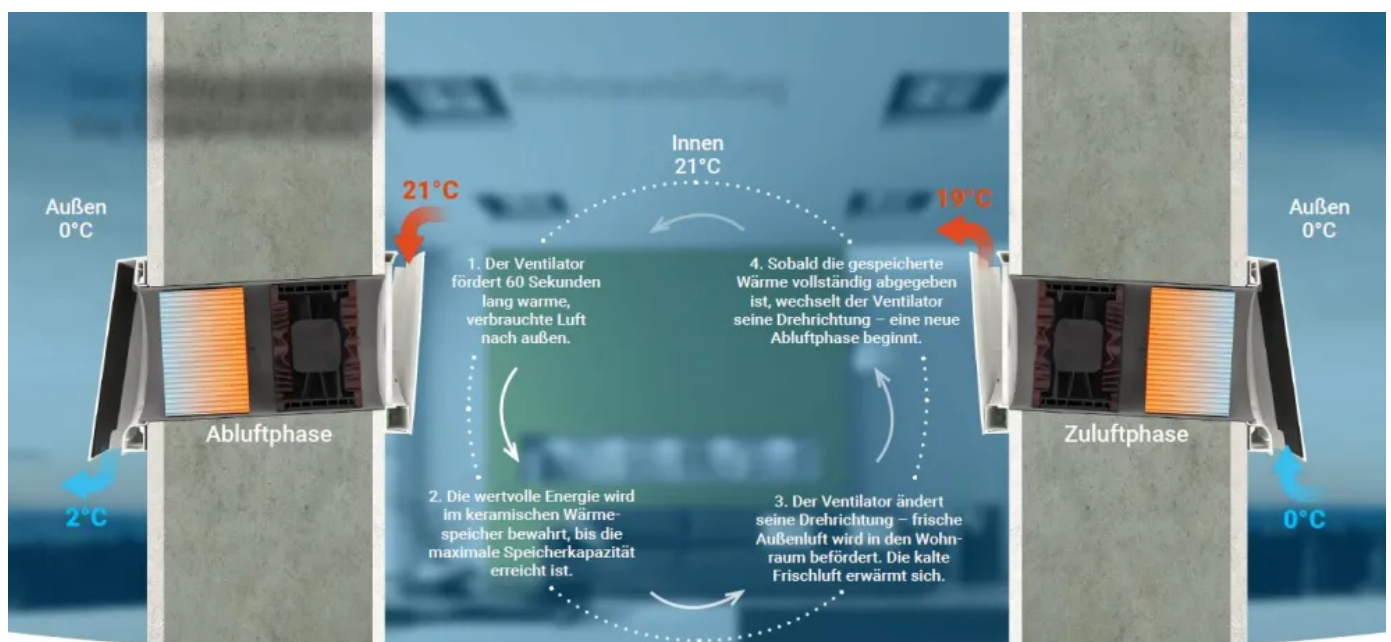 Innen
21°C
21°C
19°C
Außen
0°C
Außen
0°C
1. Der Ventilator
fördert 60 Sekunden
lang warme,
verbrauchte Luft
nach außen.
4. Sobald die gespeicherte
Wärme vollständig abgegeben
ist, wechselt der Ventilator
seine Drehrichtung – eine neue
Abluftphase beginnt.
Abluftphase
Zuluftphase
2. Die wertvolle Energie wird
im keramischen Wärme-
speicher bewahrt, bis die
maximale Speicherkapazität
erreicht ist.
3. Der Ventilator ändert
seine Drehrichtung – frische
Außenluft wird in den Wohn-
raum befördert. Die kalte
Frischluft erwärmt sich.
2°C
0°C